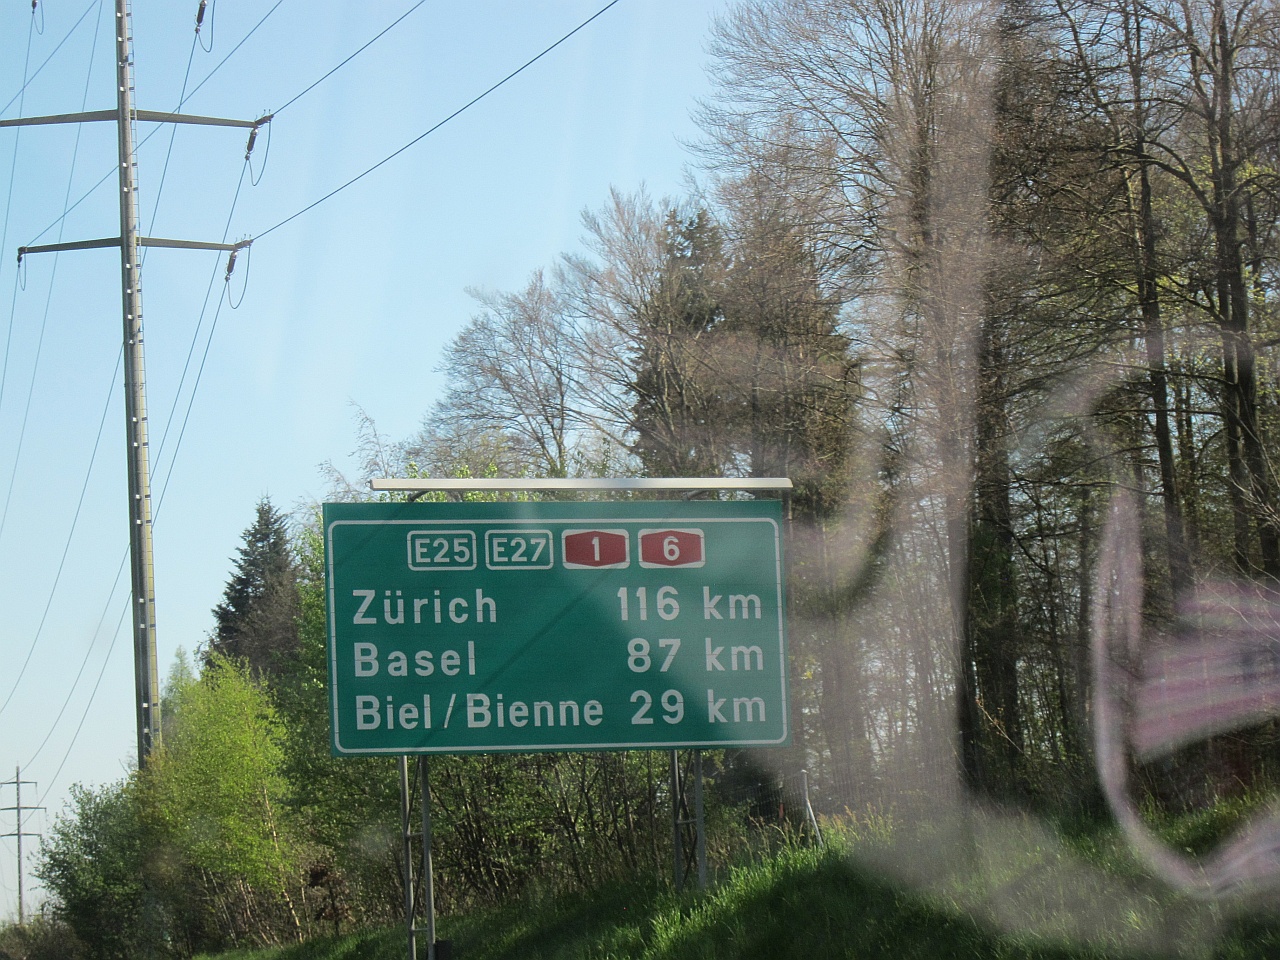 E25 E27 1 6
Zürich 116 km
Basel 87 km
Biel/Bienne 29 km